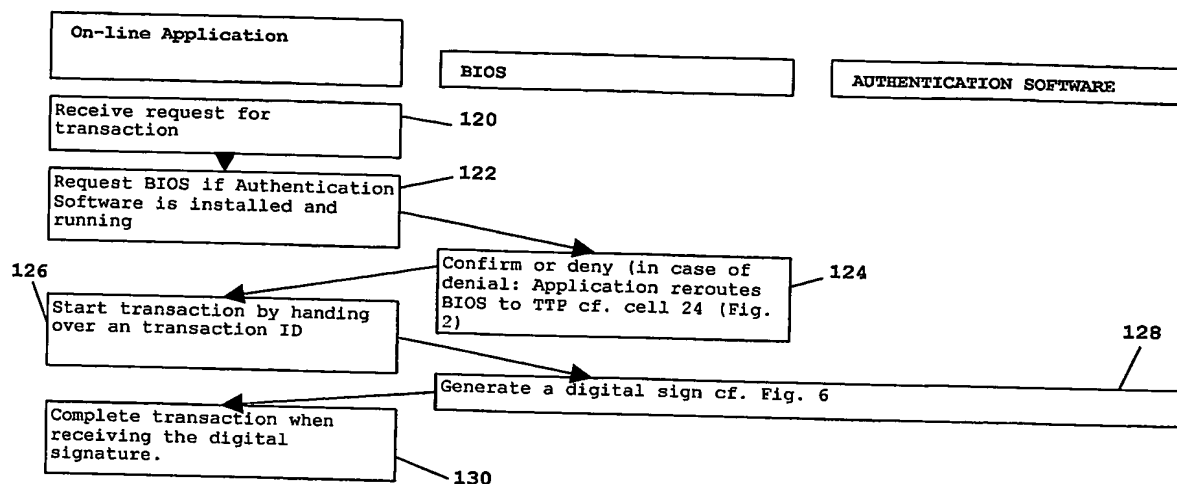 On-line Application
BIOS
AUTHENTICATION SOFTWARE
Receive request for
transaction
120
Request BIOS if Authentication
Software is installed and
running
122
Confirm or deny (in case of
denial: Application reroutes
BIOS to TTP cf. cell 24 (Fig.
2)
124
126
Start transaction by handing
over an transaction ID
128
Generate a digital sign cf. Fig. 6
Complete transaction when
receiving the digital
signature.
130